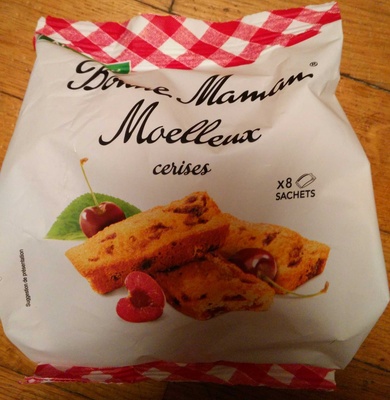 Bonne Maman®
Moelleux
cerises
x8
SACHETS
Suggestion de présentation